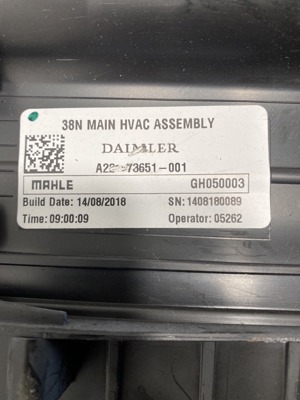 38N MAIN HVAC ASSEMBLY
DAIMLER
MAHLE GH050003
Build Date: 14/08/2018 SN:1408180089
Time: 09:00:09 Operator: 05262